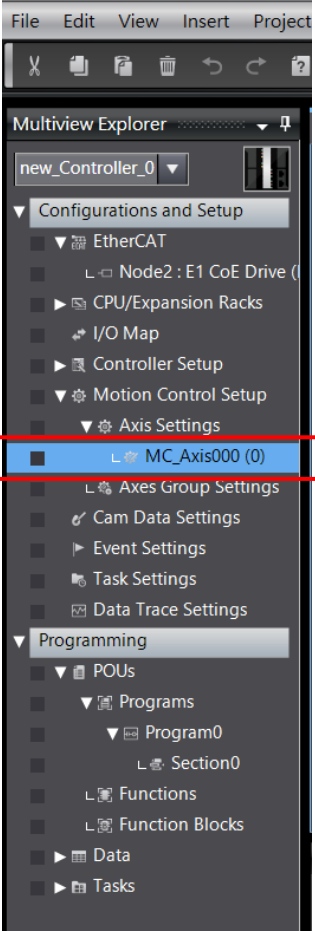 File Edit View Insert Project
Multiview Explorer
new_Controller_0
Configurations and Setup
EtherCAT
Node2 : E1 CoE Drive (
CPU/Expansion Racks
I/O Map
Controller Setup
Motion Control Setup
Axis Settings
MC_Axis000 (0)
Axes Group Settings
Cam Data Settings
Event Settings
Task Settings
Data Trace Settings
Programming
POUs
Programs
Program0
Section0
Functions
Function Blocks
Data
Tasks